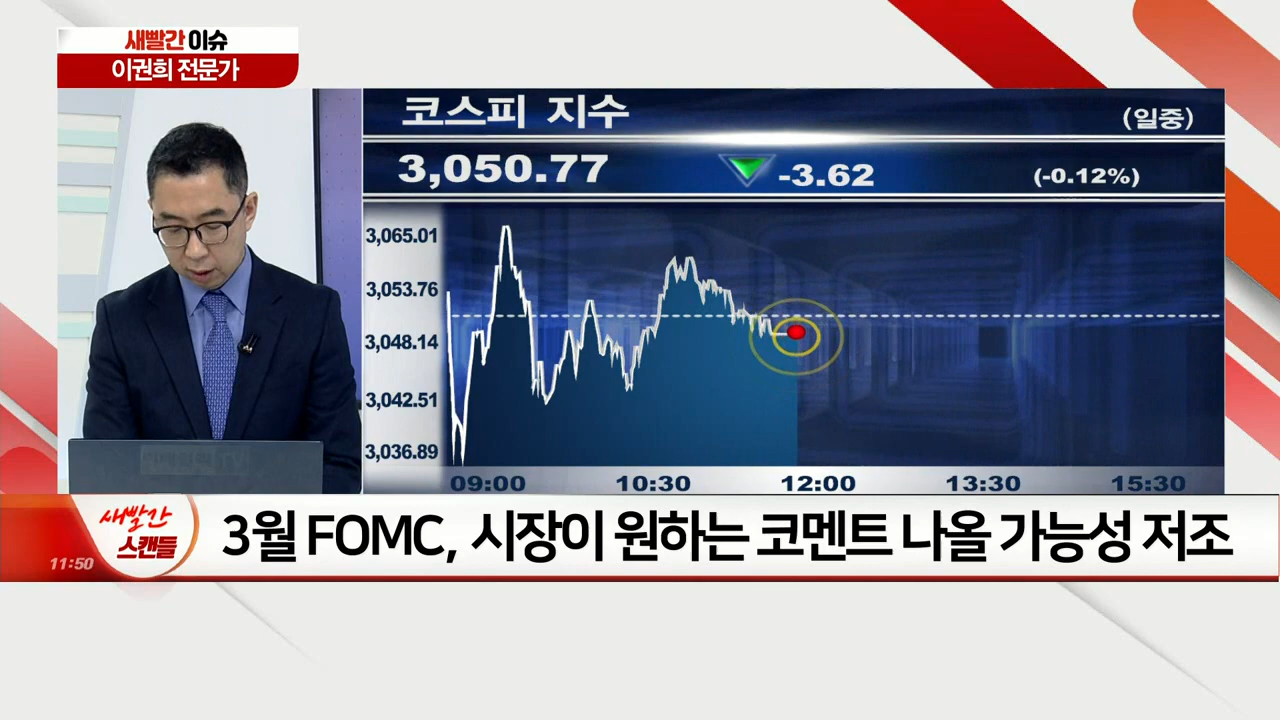 새빨간 이슈
이권희 전문가
코스피 지수
(일중)
3,050.77
-3.62
(-0.12%)
3,065.01
3,053.76
3,048.14
3,042.51
3,036.89
09:00
10:30
12:00
13:30
15:30
새빨간
스캔들
11:50
3월 FOMC, 시장이 원하는 코멘트 나올 가능성 저조